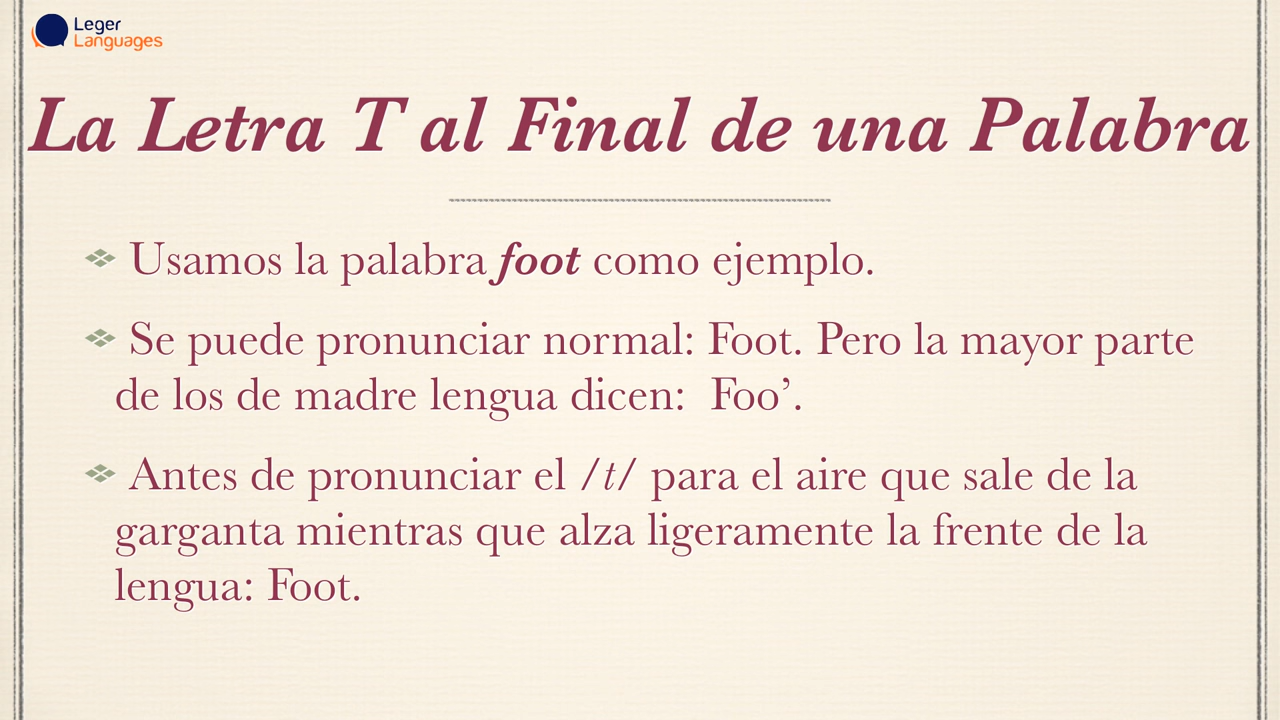 Leger
Languages
La Letra T al Final de una Palabra
Usamos la palabra foot como ejemplo.
Se puede pronunciar normal: Foot. Pero la mayor parte
de los de madre lengua dicen:  Foo’.
Antes de pronunciar el /t/ para el aire que sale de la
garganta mientras que alza ligeramente la frente de la
lengua: Foot.